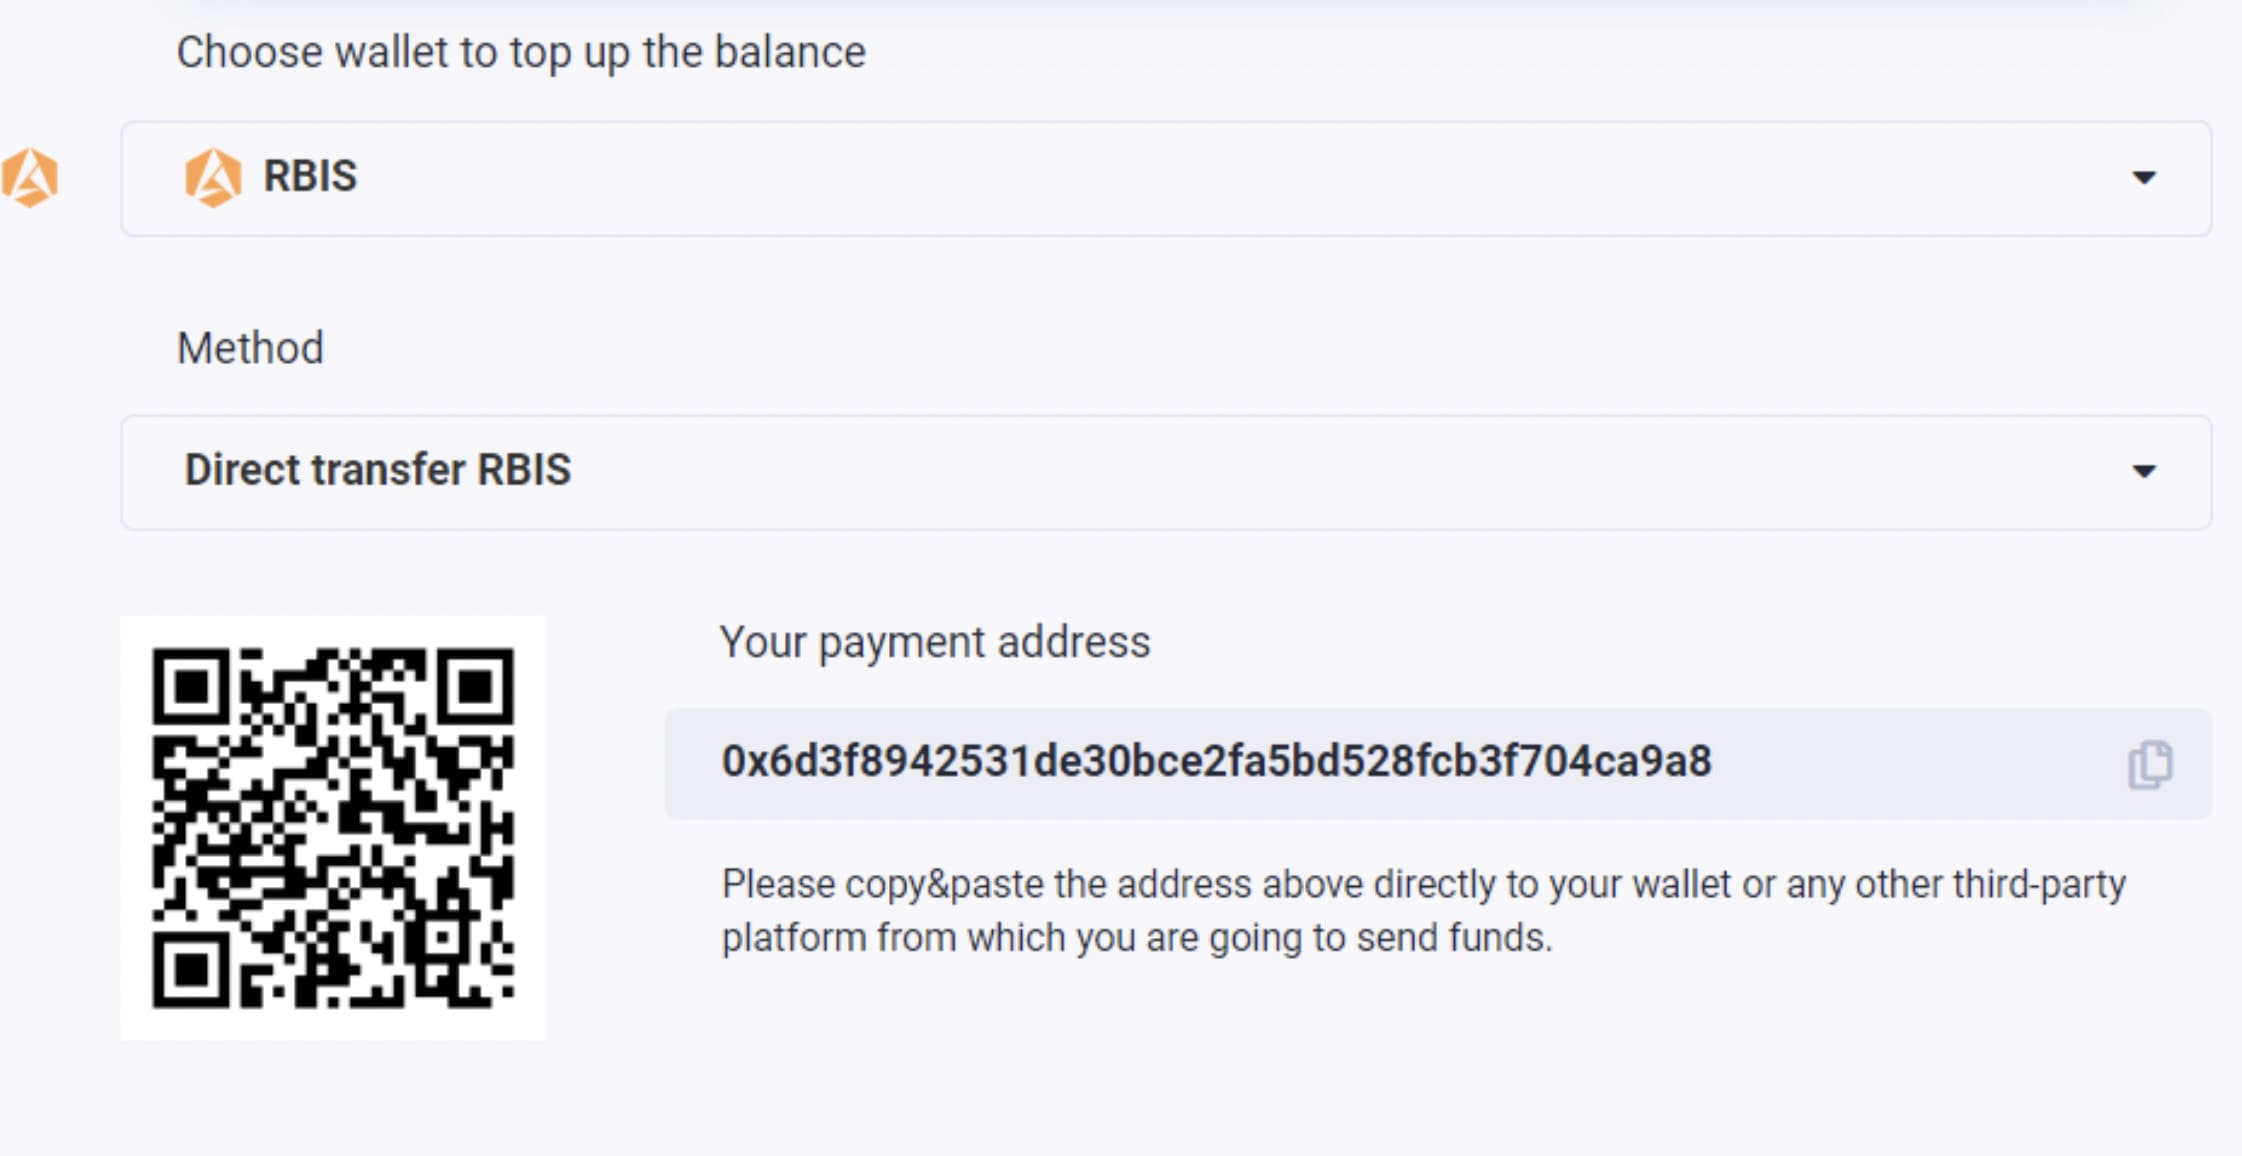 Choose wallet to top up the balance
RBIS
Method
Direct transfer RBIS
Your payment address
0x6d3f8942531de30bce2fa5bd528fcb3f704ca9a8
Please copy&paste the address above directly to your wallet or any other third-party
platform from which you are going to send funds.